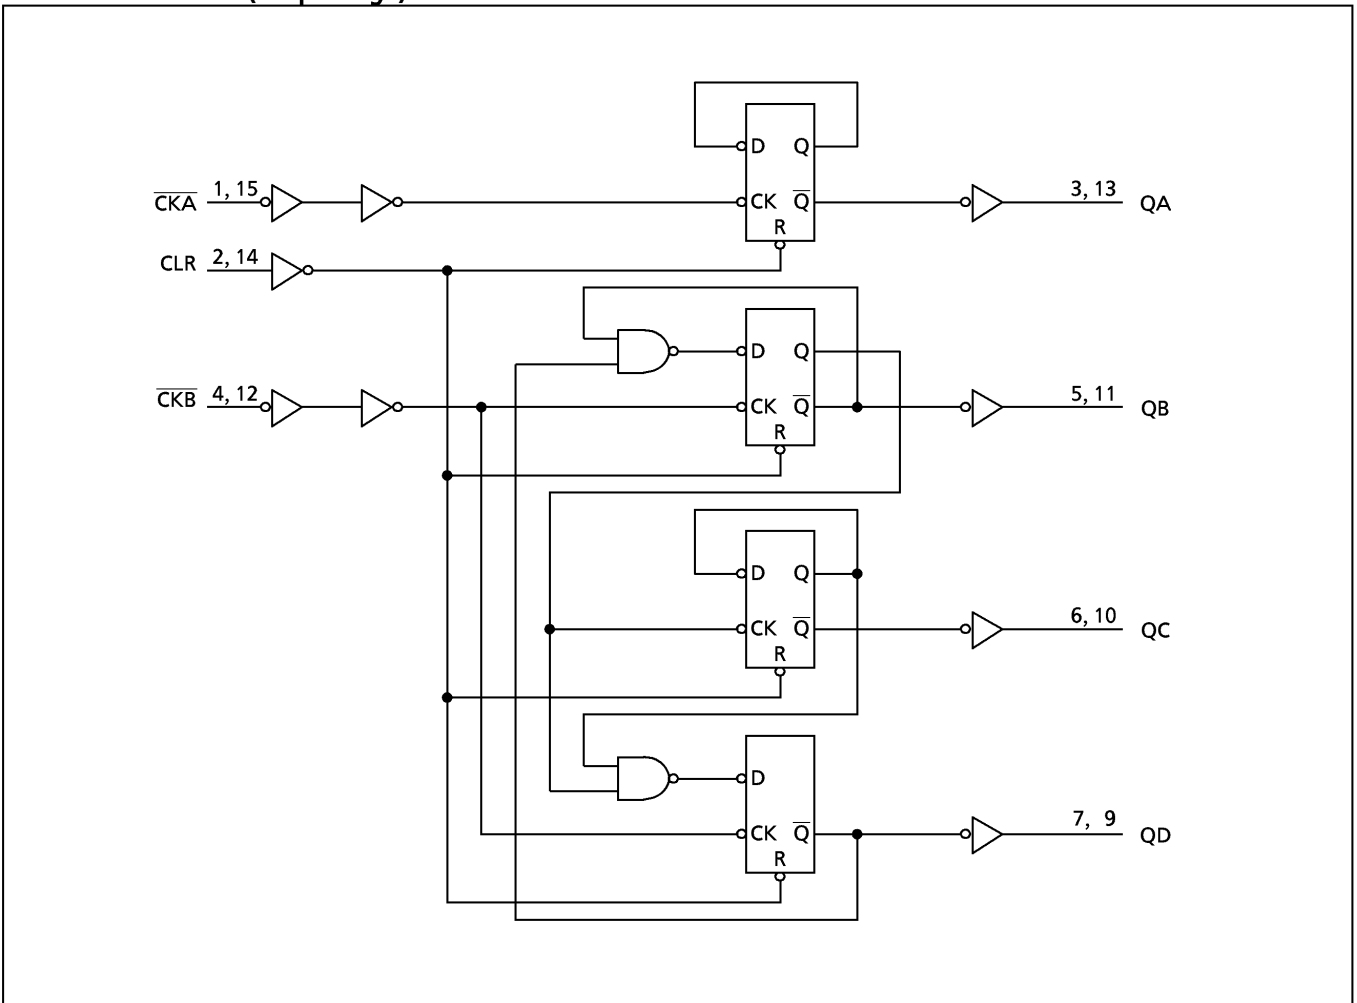 D Q
CKA 1, 15 CK Q 3, 13 QA
R
CLR 2, 14
D Q
CKB 4, 12 CK Q 5, 11 QB
R
D Q
CK Q 6, 10 QC
R
D
CK Q 7, 9 QD
R